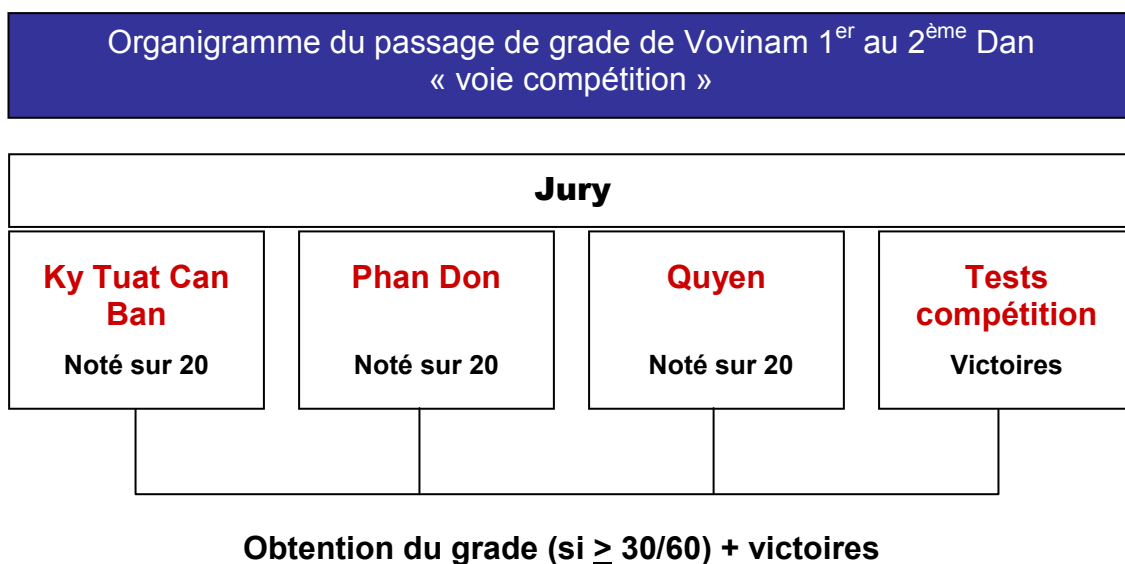 Organigramme du passage de grade de Vovinam 1er au 2ème Dan
« voie compétition »
Jury
Ky Tuat Can
Ban
Noté sur 20
Phan Don
Noté sur 20
Quyen
Noté sur 20
Tests
compétition
Victoires
Obtention du grade (si ≥ 30/60) + victoires